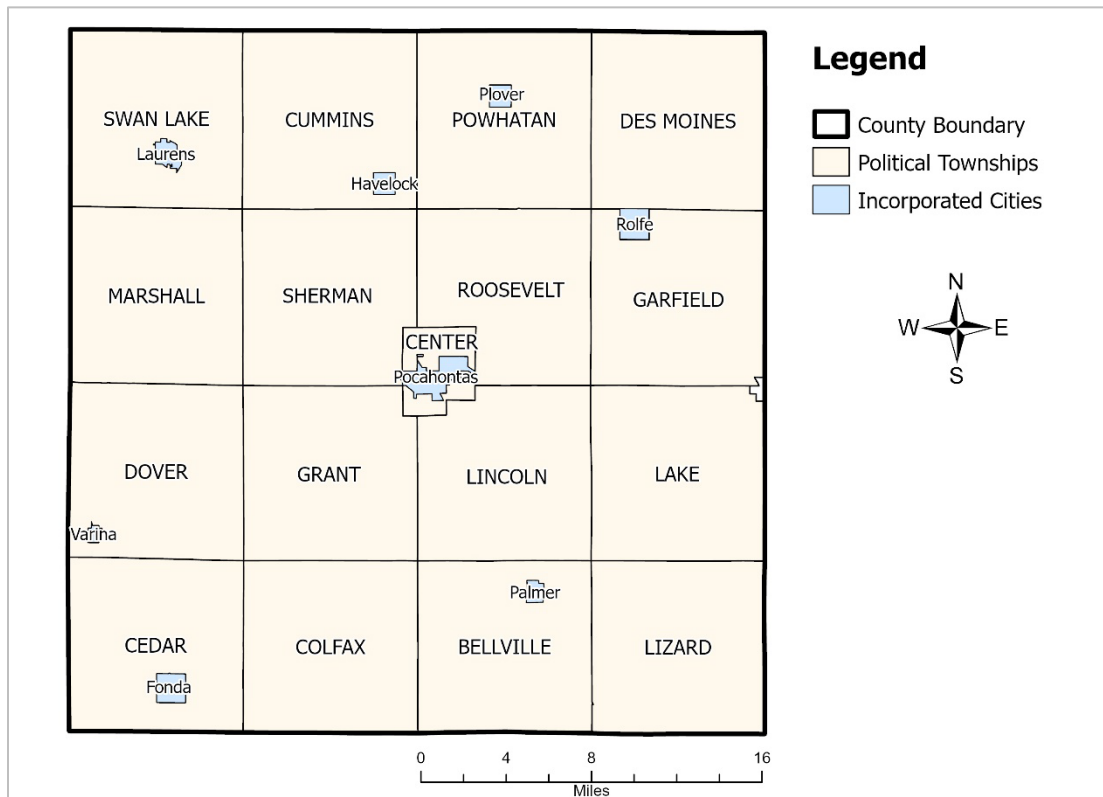 Legend
County Boundary
Political Townships
Incorporated Cities
N
W E
S
Plover
SWAN LAKE CUMMINS POWHATAN DES MOINES
Laurens
Havelock
Rolfe
MARSHALL SHERMAN ROOSEVELT GARFIELD
CENTER
Pocahontas
DOVER GRANT LINCOLN LAKE
Varina
Palmer
CEDAR COLFAX BELLVILLE LIZARD
Fonda
0 4 8 16
Miles